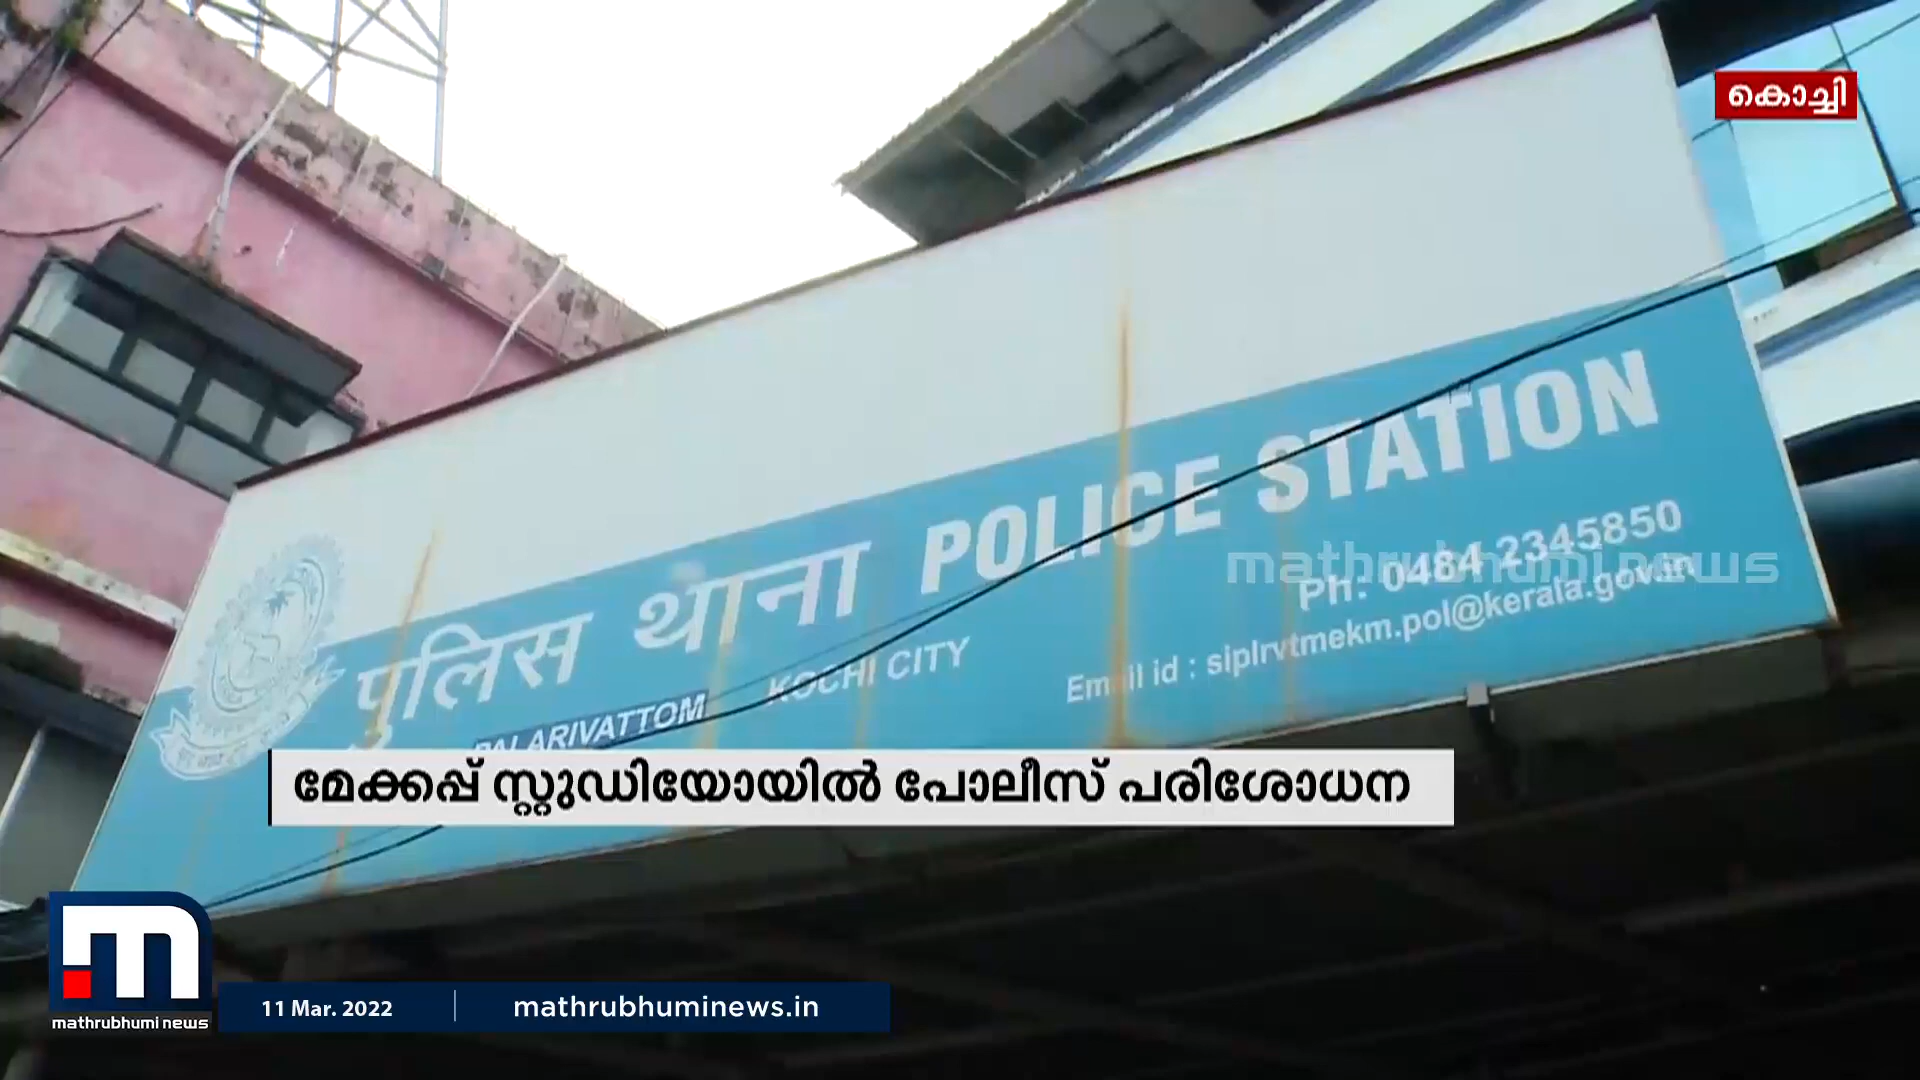 കൊച്ചി
पुलिस थाना POLICE STATION
PALARIVATTOM KOCHI CITY
Ph: 0484 2345850
Email id : siplrvtmekm.pol@kerala.gov.in
mathrubhumi news
മേക്കപ്പ് സ്റ്റുഡിയോയിൽ പോലീസ് പരിശോധന
mathrubhumi news
11 Mar. 2022
mathrubhuminews.in